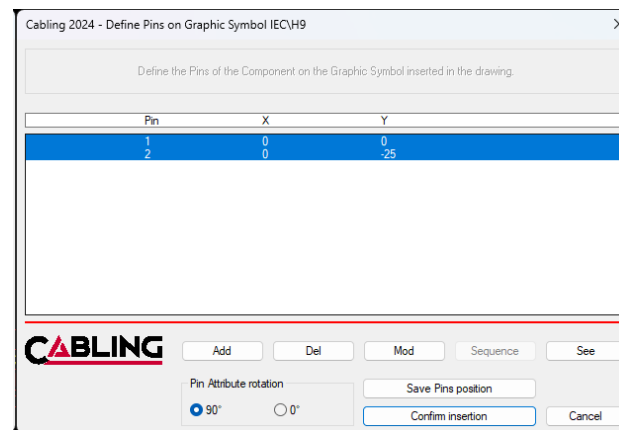 Cabling 2024 - Define Pins on Graphic Symbol IEC\H9
Define the Pins of the Component on the Graphic Symbol inserted in the drawing.
Pin X Y
1 0 0
2 0 -25
CABLING
Add Del Mod Sequence See
Pin Attribute rotation
Save Pins position
90° 0°
Confirm insertion Cancel